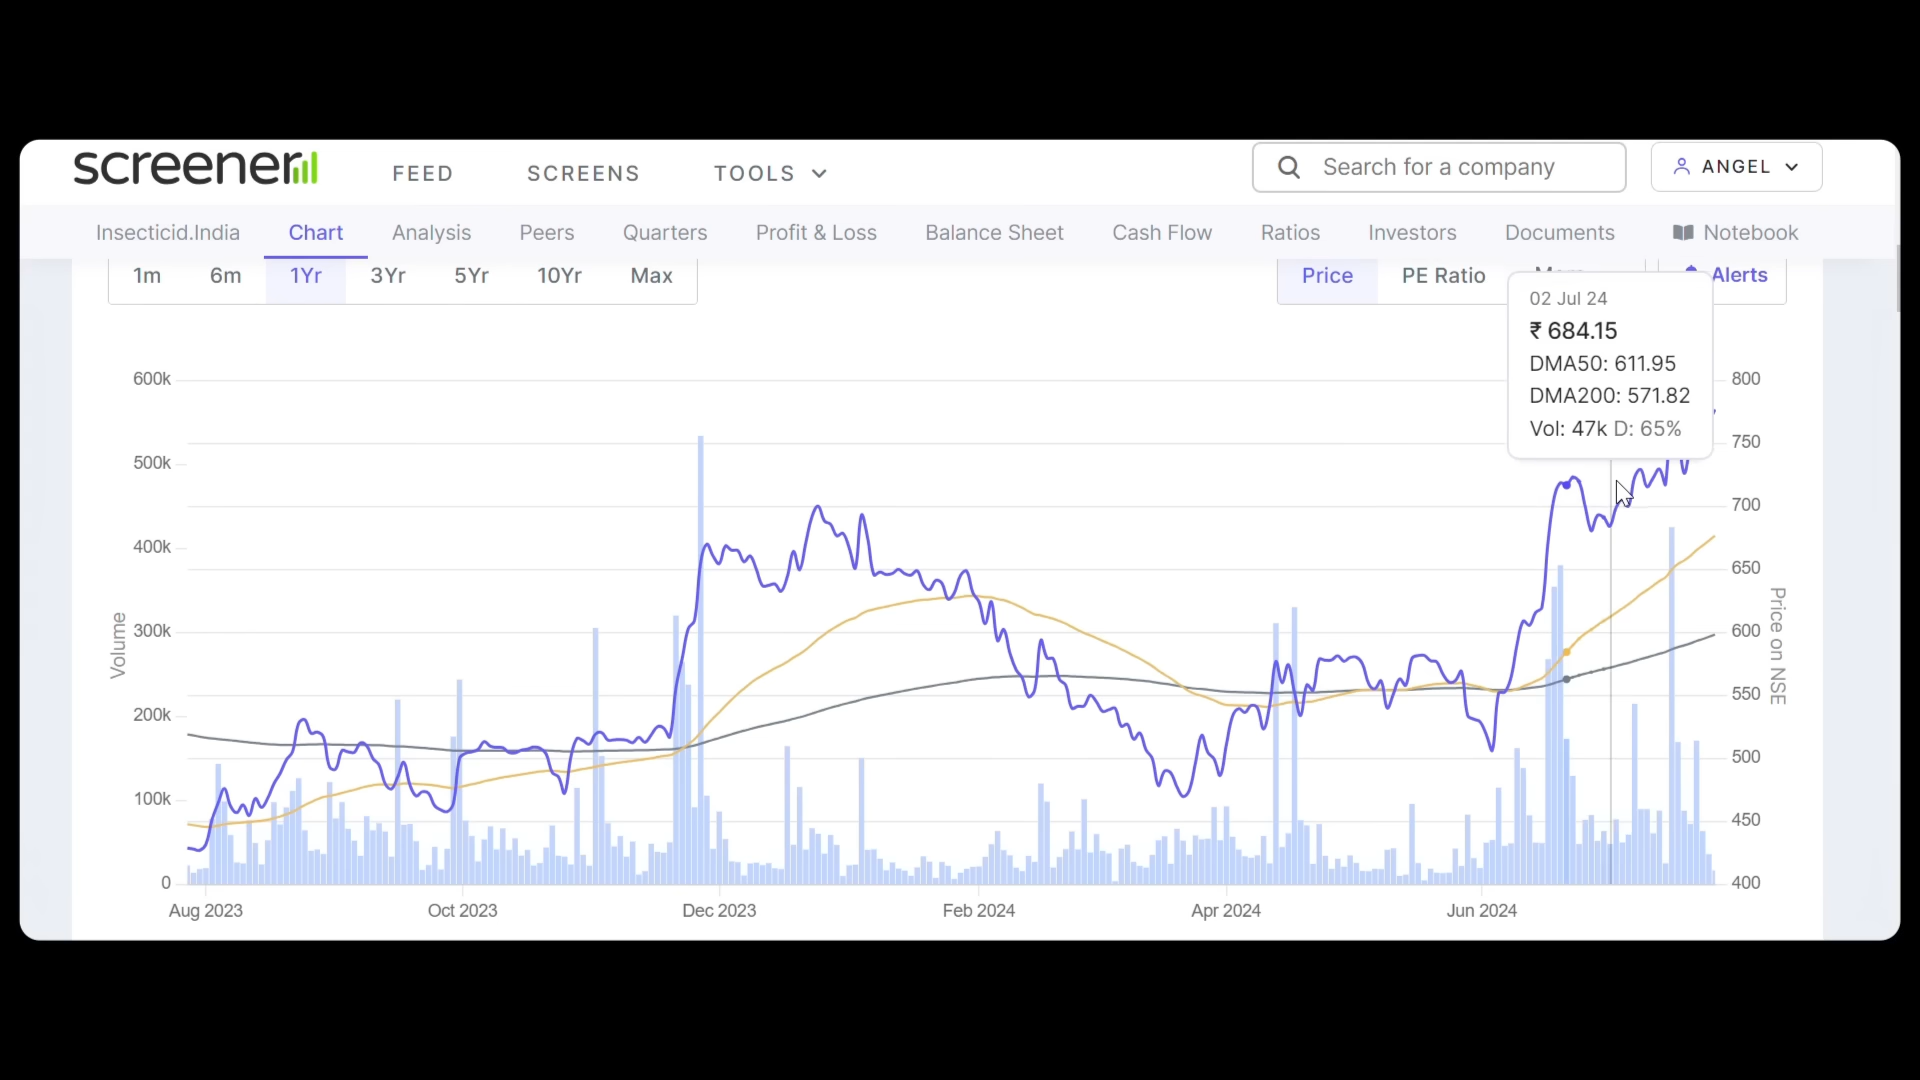 screener
FEED
SCREENS
TOOLS
Search for a company
ANGEL
Insecticid.India
Chart
Analysis
Peers
Quarters
Profit & Loss
Balance Sheet
Cash Flow
Ratios
Investors
Documents
Notebook
1m
6m
1Yr
3Yr
5Yr
10Yr
Max
Price
PE Ratio
Alerts
02 Jul 24
₹ 684.15
DMA50: 611.95
DMA200: 571.82
Vol: 47k D: 65%
600k
500k
400k
300k
200k
100k
0
Volume
800
750
700
650
600
550
500
450
400
Price on NSE
Aug 2023
Oct 2023
Dec 2023
Feb 2024
Apr 2024
Jun 2024